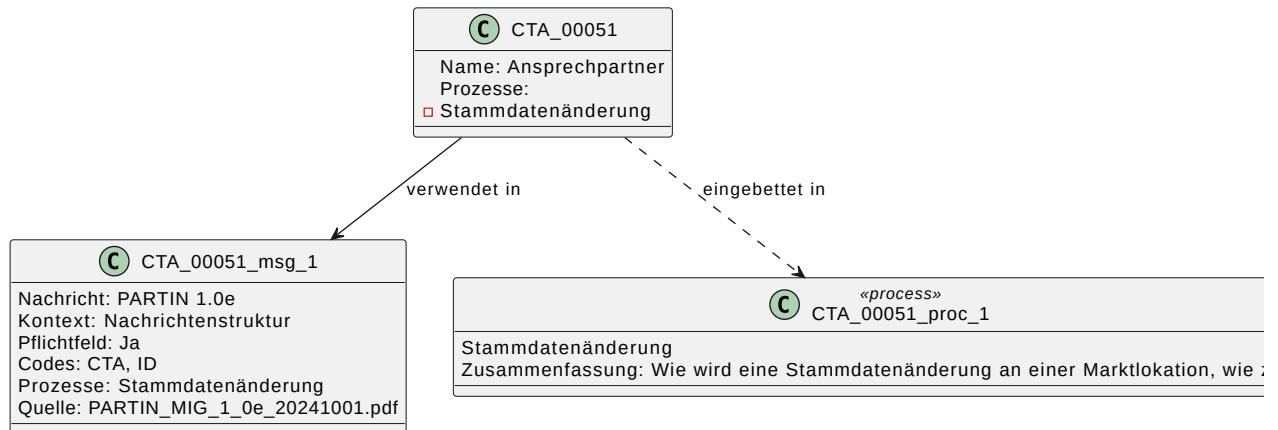 C CTA_00051
Name: Ansprechpartner
Prozesse:
Stammdatenänderung
verwendet in
eingebettet in
C CTA_00051_msg_1
Nachricht: PARTIN 1.0e
Kontext: Nachrichtenstruktur
Pflichtfeld: Ja
Codes: CTA, ID
Prozesse: Stammdatenänderung
Quelle: PARTIN_MIG_1_0e_20241001.pdf
«process»
C CTA_00051_proc_1
Stammdatenänderung
Zusammenfassung: Wie wird eine Stammdatenänderung an einer Marktlokation, wie